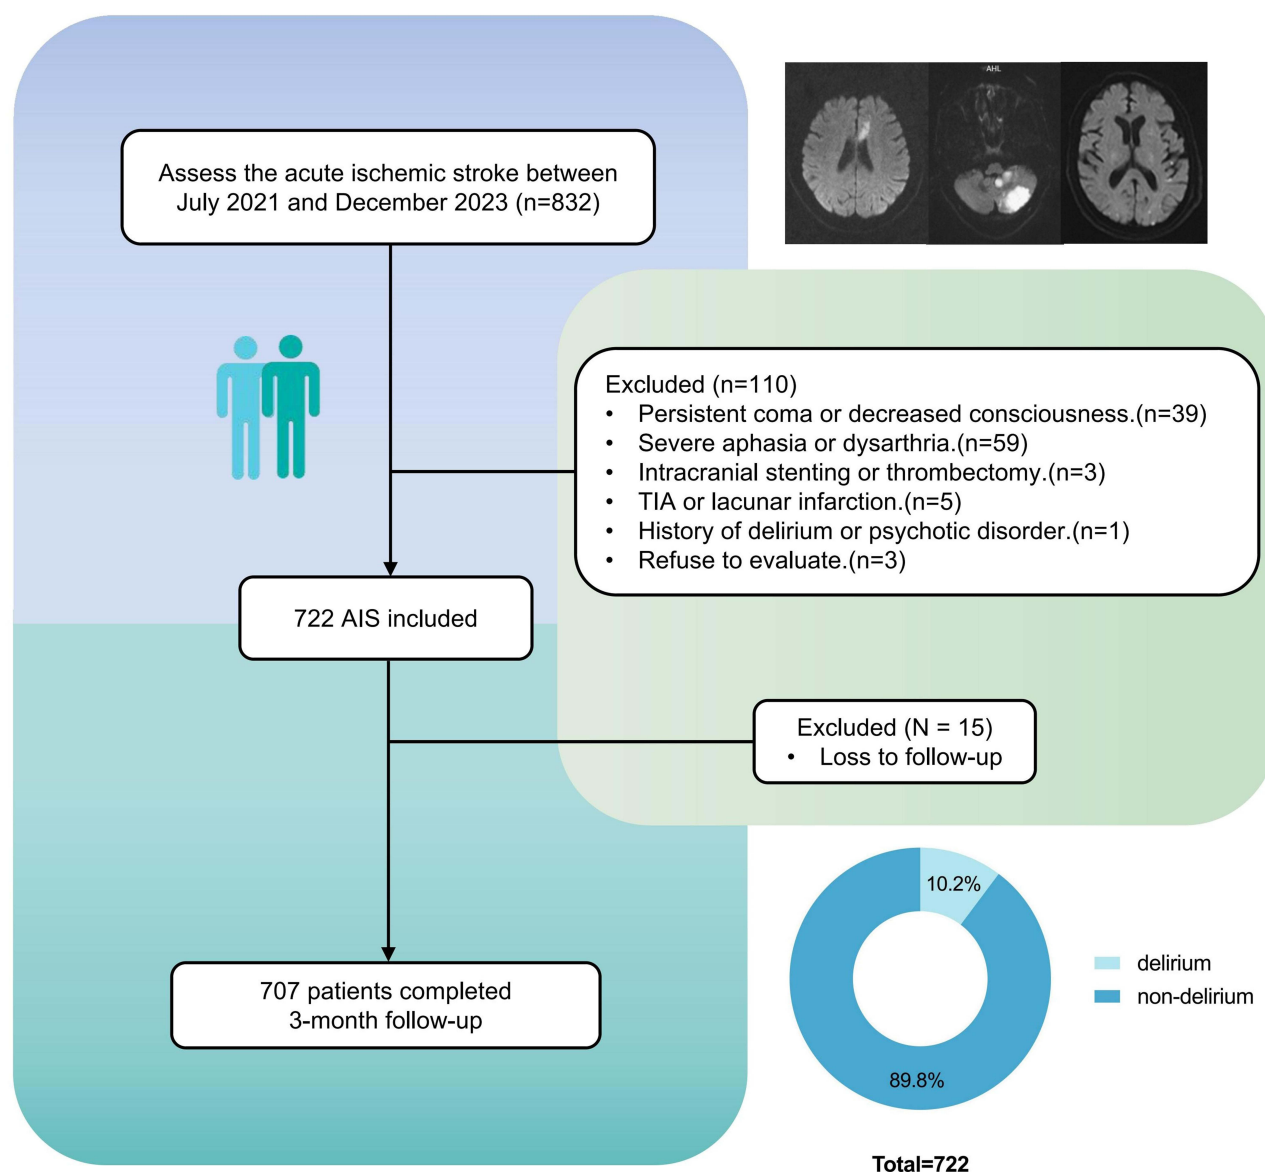 AHL
Assess the acute ischemic stroke between
July 2021 and December 2023 (n=832)
Excluded (n=110)
• Persistent coma or decreased consciousness.(n=39)
• Severe aphasia or dysarthria.(n=59)
• Intracranial stenting or thrombectomy.(n=3)
• TIA or lacunar infarction.(n=5)
• History of delirium or psychotic disorder.(n=1)
• Refuse to evaluate.(n=3)
722 AIS included
Excluded (N = 15)
• Loss to follow-up
707 patients completed
3-month follow-up
10.2%
89.8%
delirium
non-delirium
Total=722